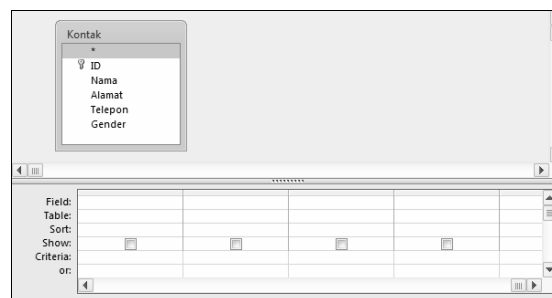 Kontak
*
ID
Nama
Alamat
Telepon
Gender
Field:
Table:
Sort:
Show:
Criteria:
or: